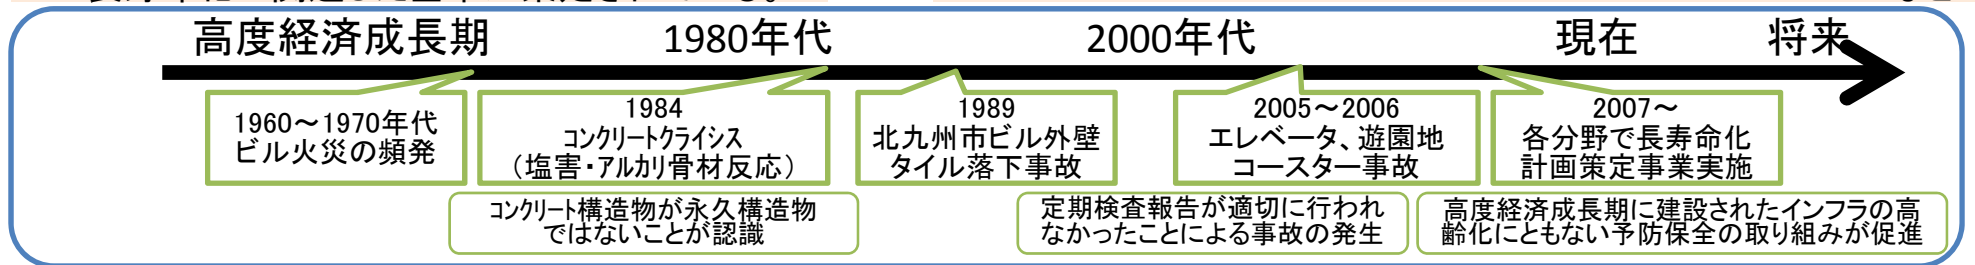 高度経済成長期
1980年代
2000年代
現在
将来
1960～1970年代
ビル火災の頻発
1984
コンクリートクライシス
（塩害・アルカリ骨材反応）
1989
北九州市ビル外壁
タイル落下事故
2005～2006
エレベータ、遊園地
コースター事故
2007～
各分野で長寿命化
計画策定事業実施
コンクリート構造物が永久構造物
ではないことが認識
定期検査報告が適切に行われ
なかったことによる事故の発生
高度経済成長期に建設されたインフラの高
齢化にともない予防保全の取り組みが促進